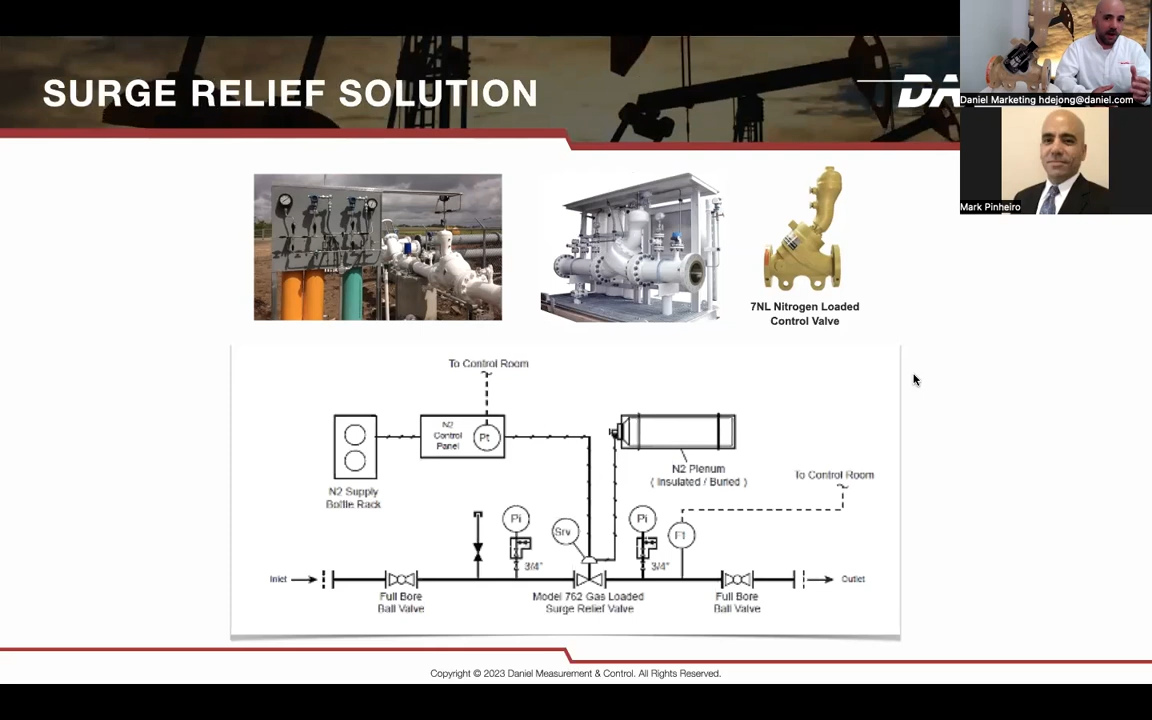 SURGE RELIEF SOLUTION
DA
Daniel Marketing hdejong@daniel.com
Mark Pinheiro
7NL Nitrogen Loaded
Control Valve
To Control Room
N2
Control
Panel
Pt
N2 Supply
Bottle Rack
N2 Plenum
( Insulated / Buried )
To Control Room
Pi
Srv
Pi
F1
3/4"
3/4"
Inlet
Outlet
Full Bore
Ball Valve
Model 762 Gas Loaded
Surge Relief Valve
Full Bore
Ball Valve
Copyright © 2023 Daniel Measurement & Control. All Rights Reserved.